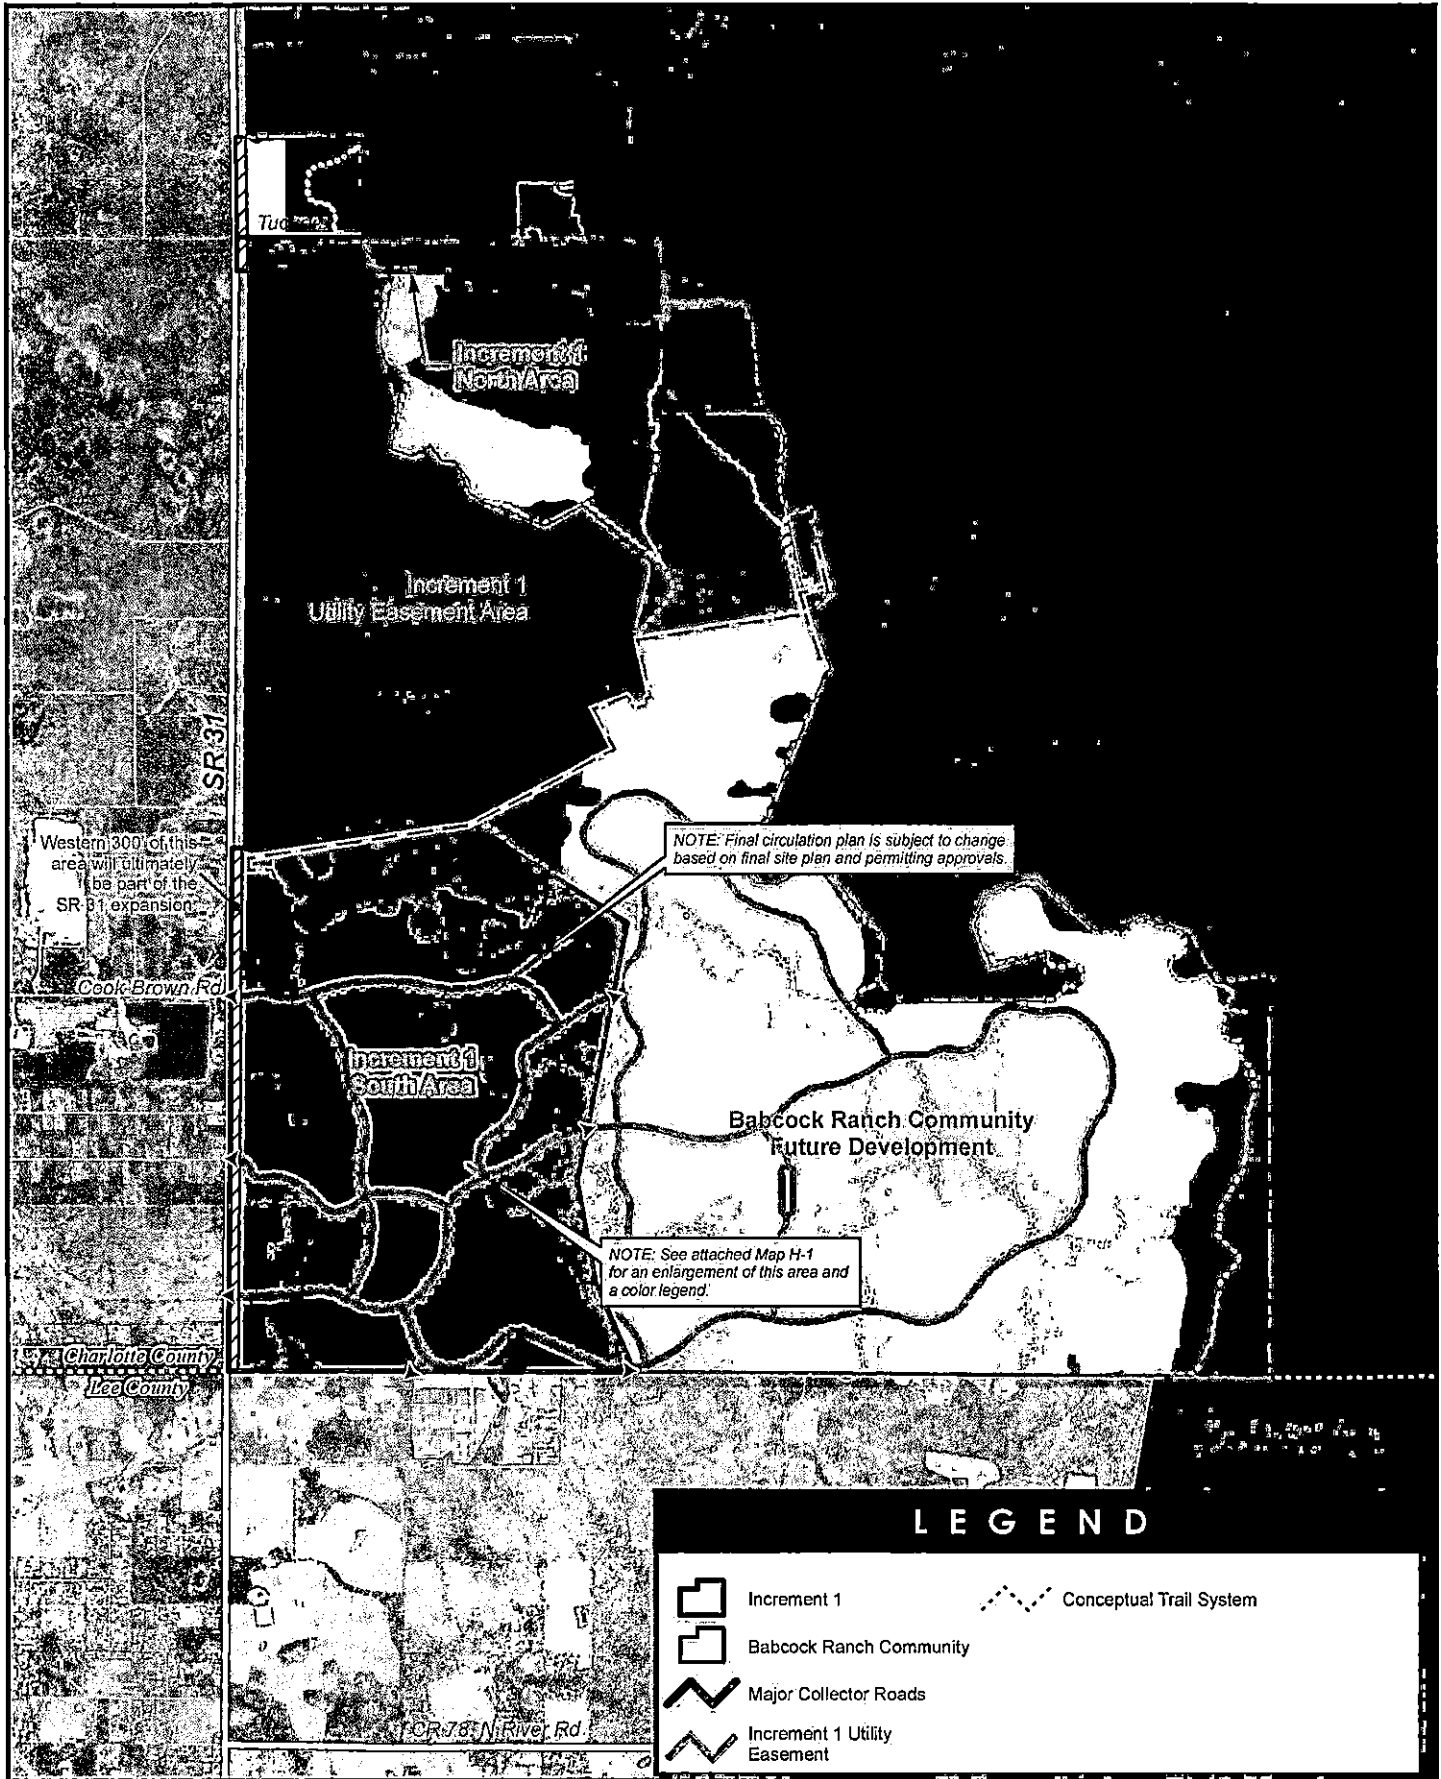 Increment 1
North Area
Increment 1
Utility Easement Area
SR 31
Western 300' of this
area will ultimately
be part of the
SR 31 expansion.
NOTE: Final circulation plan is subject to change
based on final site plan and permitting approvals.
Cook Brown Rd
Increment 1
South Area
Babcock Ranch Community
Future Development
NOTE: See attached Map H-1
for an enlargement of this area and
a color legend.
Charlotte County
Lee County
CR 78 N River Rd
LEGEND
Increment 1
Conceptual Trail System
Babcock Ranch Community
Major Collector Roads
Increment 1 Utility
Easement